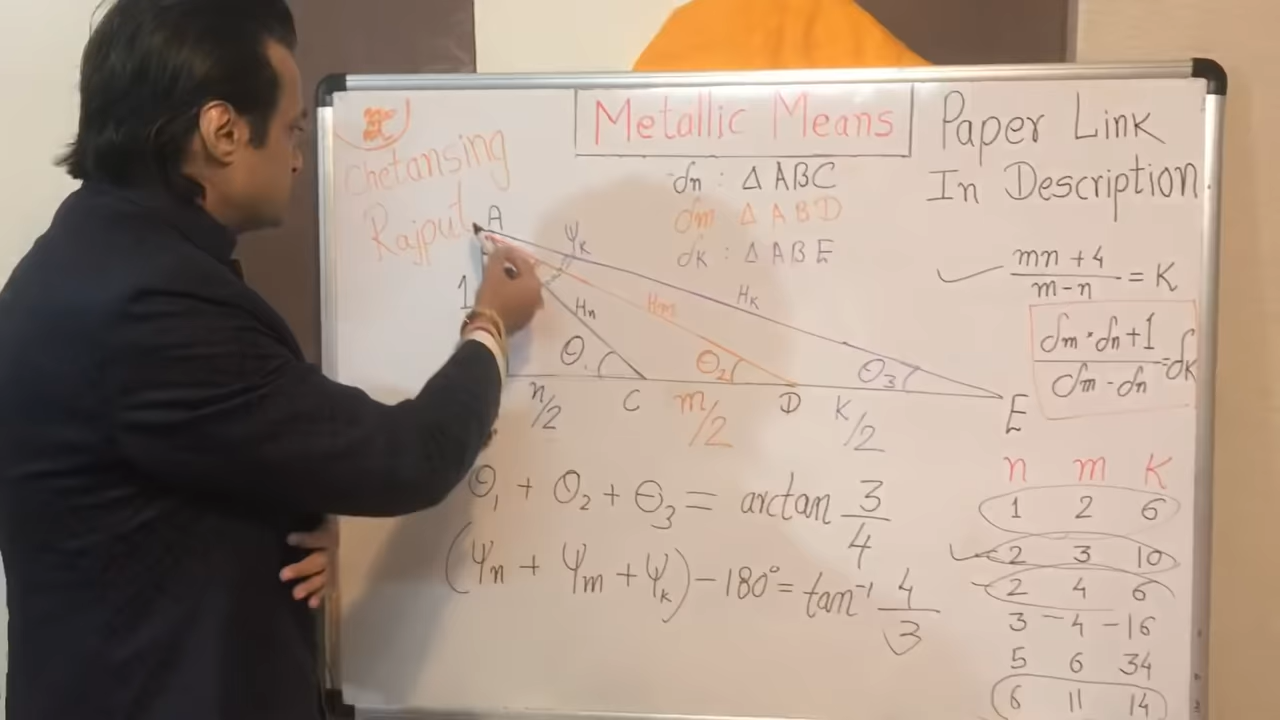 Metallic Means
Paper Link
In Description
Chetansing
Rajput
δn : Δ ABC
δm Δ ABD
δk : Δ ABE
mn + 4 / m - n = K
δm · δn + 1 / δm - δn = δk
A
ψK
1
Hn
Hm
HK
θ1
θ2
θ3
n/2
C
m/2
D
K/2
E
θ1 + θ2 + θ3 = arctan 3/4
(ψn + ψm + ψk) - 180° = tan⁻¹ 4/3
n m K
1 2 6
2 3 10
2 4 6
3 - 4 - 16
5 6 34
6 11 14